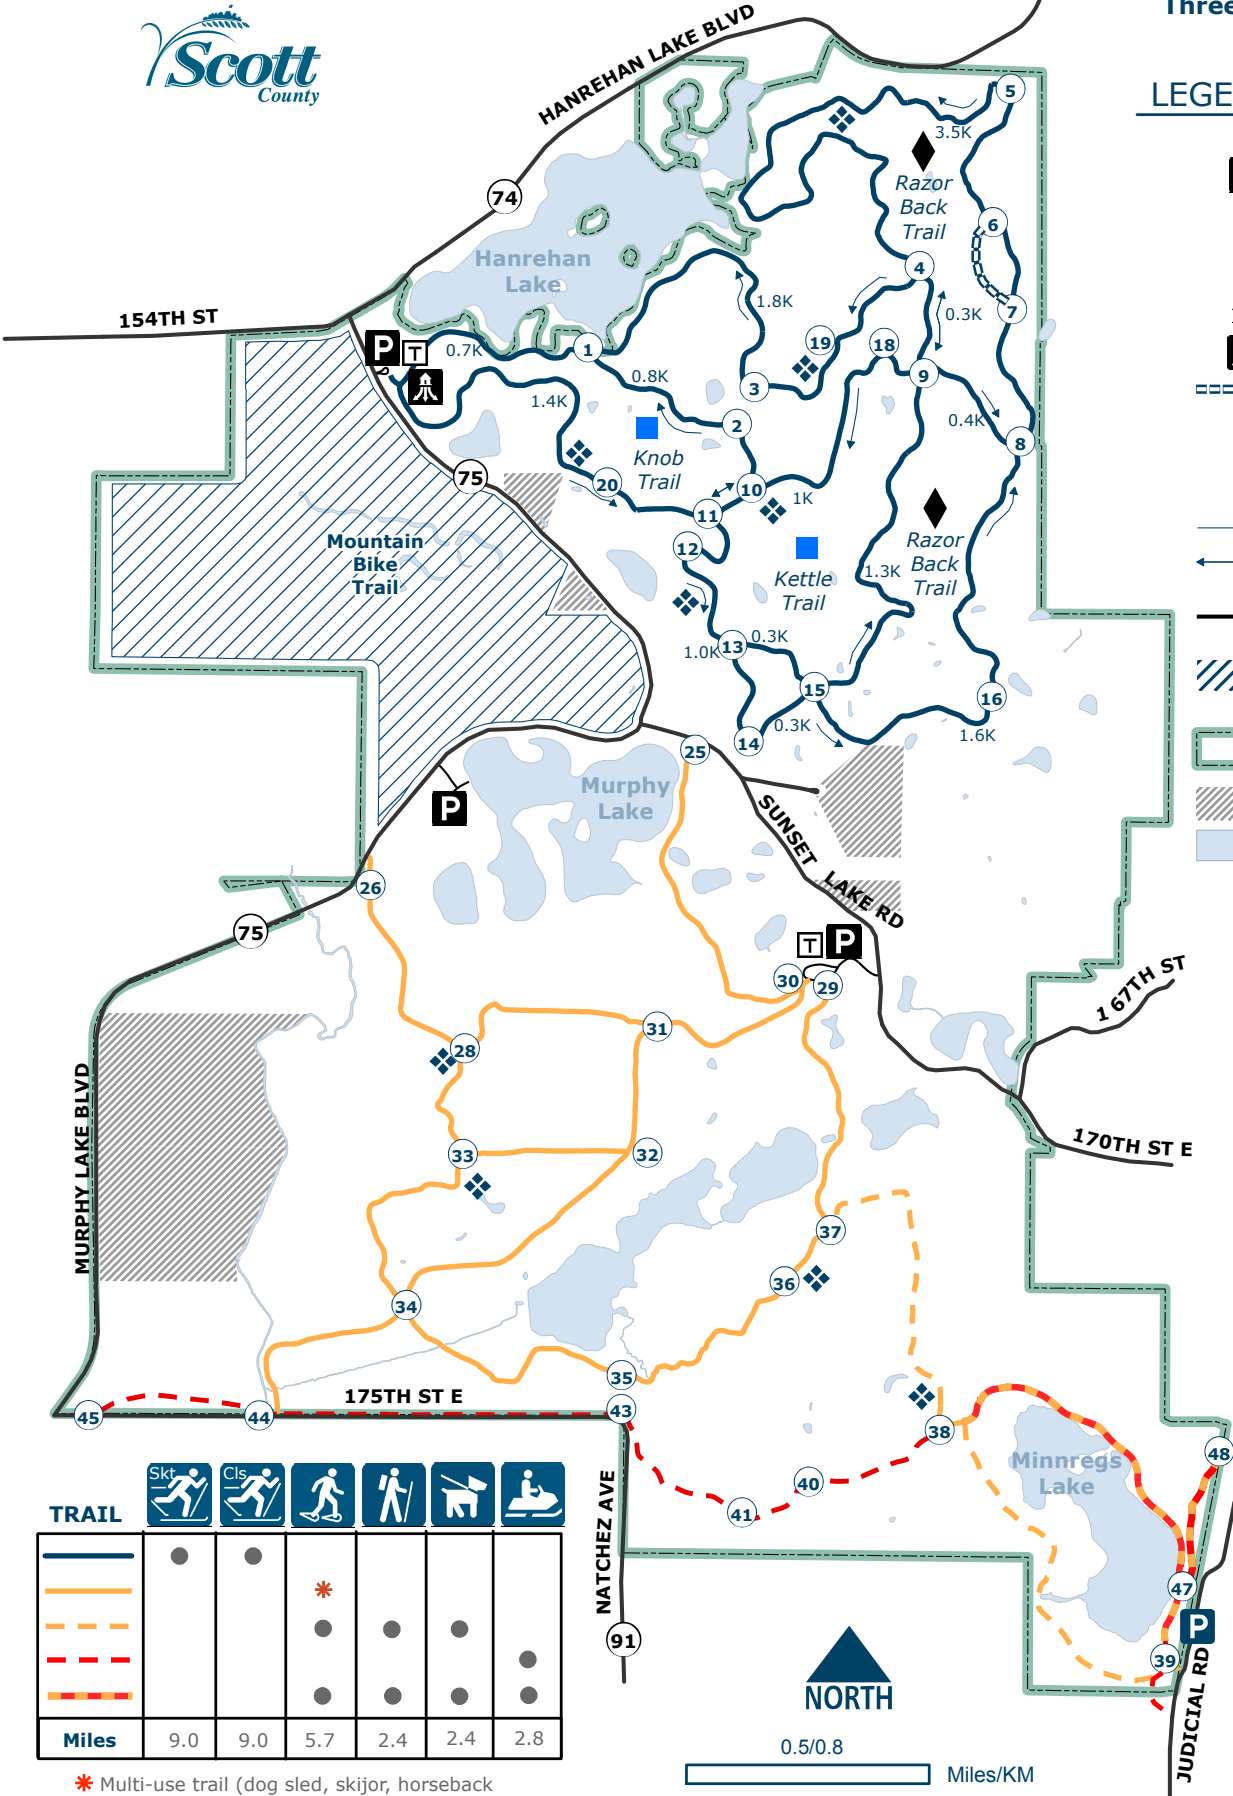 Scott
County
Three
LEGE
HANREHAN LAKE BLVD
74
154TH ST
Hanrehan
Lake
5
3.5K
Razor
Back
Trail
6
4
7
0.3K
1.8K
19
18
1
0.7K
P
T
0.8K
3
9
1.4K
2
0.4K
8
Knob
Trail
75
20
10
1K
11
12
Mountain
Bike
Trail
Kettle
Trail
Razor
Back
Trail
1.3K
13
0.3K
1.0K
15
16
14
0.3K
1.6K
25
Murphy
Lake
P
SUNSET LAKE RD
26
75
T
P
30
29
167TH ST
31
28
MURPHY LAKE BLVD
33
32
170TH ST E
37
36
34
35
175TH ST E
45
44
43
38
48
Minnregs
Lake
40
41
NATCHEZ AVE
91
47
P
39
JUDICIAL RD
Skt
Cls
TRAIL
Miles 9.0 9.0 5.7 2.4 2.4 2.8
Multi-use trail (dog sled, skijor, horseback
NORTH
0.5/0.8
Miles/KM